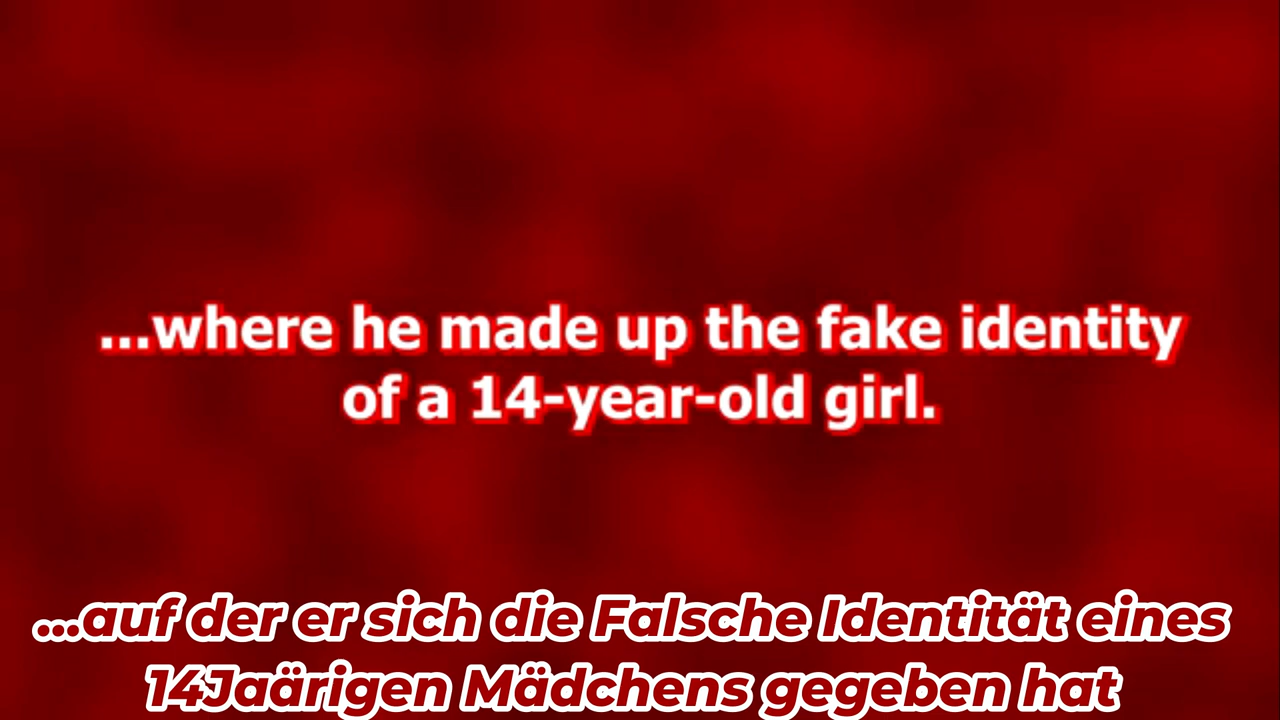 ...where he made up the fake identity
of a 14-year-old girl.
...auf der er sich die Falsche Identität eines
14Jaärigen Mädchens gegeben hat